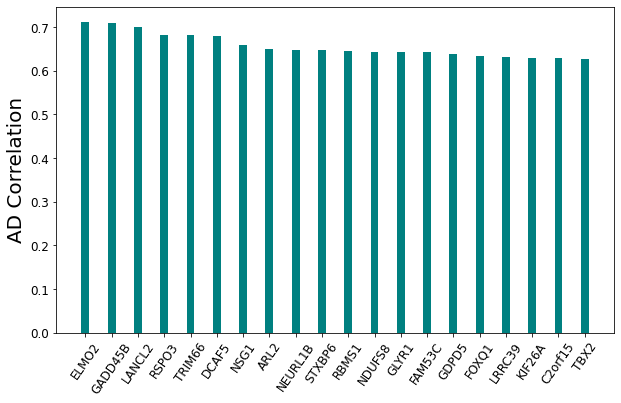 AD Correlation
0.7
0.6
0.5
0.4
0.3
0.2
0.1
0.0
ELMO2
GADD45B
LANCL2
RSPO3
TRIM66
DCAF5
NSG1
ARL2
NEURL1B
STXBP6
RBMS1
NDUFS8
GLYR1
FAM53C
GDPD5
FOXQ1
LRRC39
KIF26A
C2orf15
TBX2